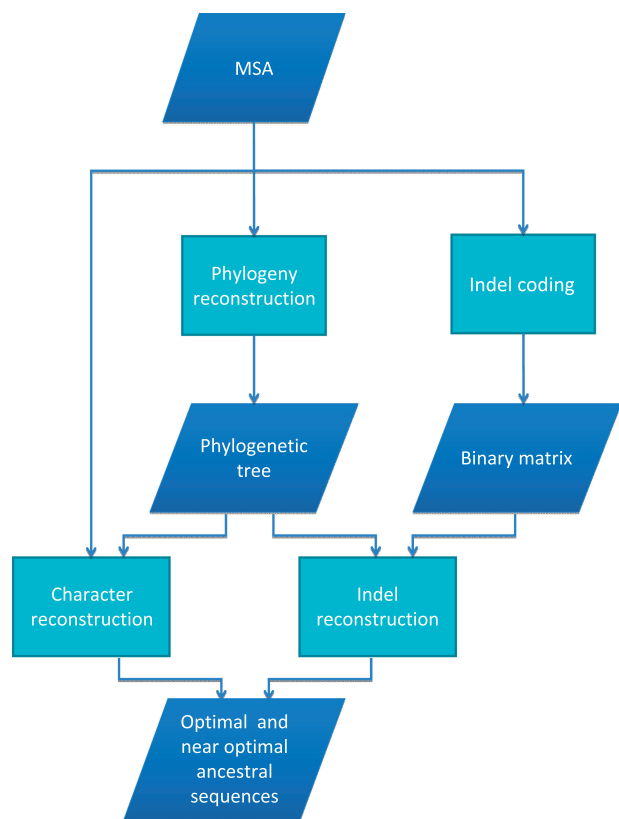 MSA
Phylogeny
reconstruction
Indel coding
Phylogenetic
tree
Binary matrix
Character
reconstruction
Indel
reconstruction
Optimal and
near optimal
ancestral
sequences